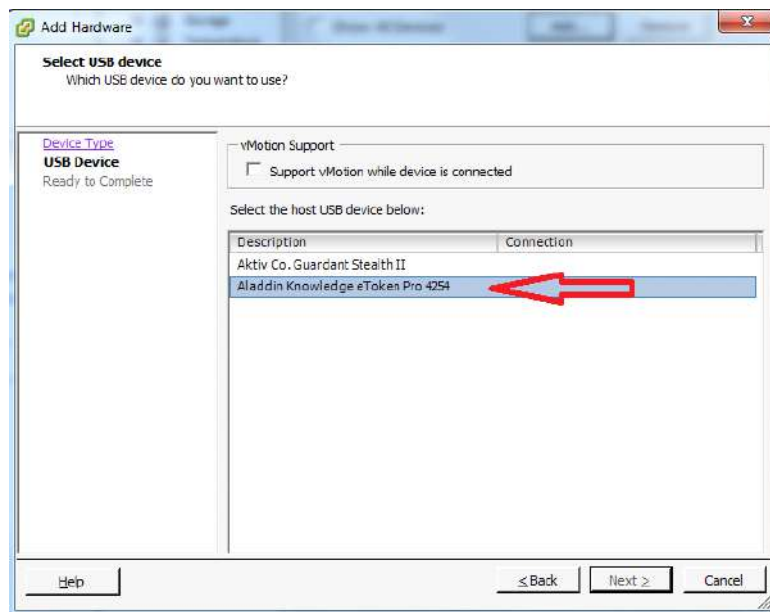 Add Hardware
Select USB device
Which USB device do you want to use?
Device Type
USB Device
Ready to Complete
vMotion Support
Support vMotion while device is connected
Select the host USB device below:
Description Connection
Aktiv Co. Guardant Stealth II
Aladdin Knowledge eToken Pro 4254
Help
< Back Next > Cancel